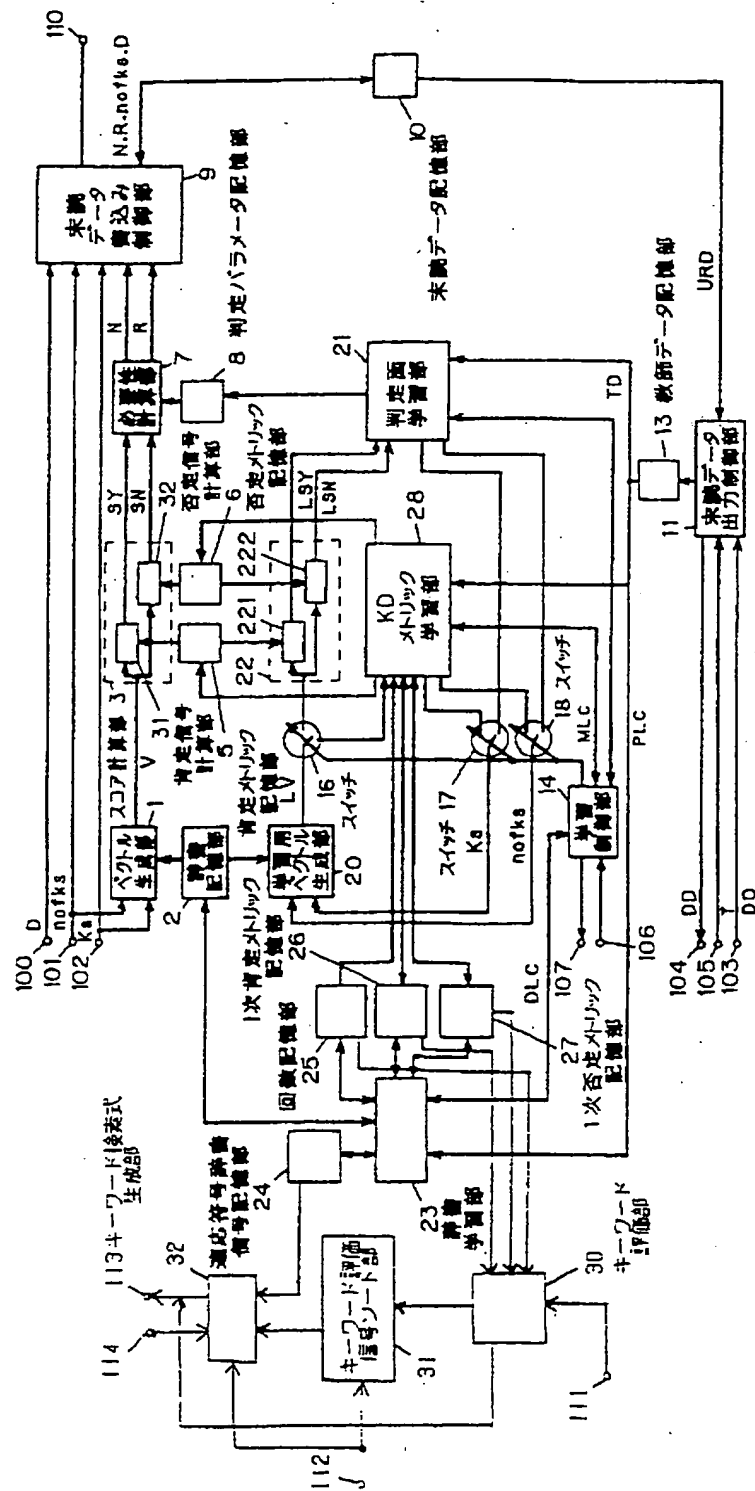 110
未読
データ
書込み
制御部
9
N.R.nofks.D
10
未読データ記憶部
N
R
必要性
計算部
7
8 判定パラメータ記憶部
SY
SN
否定信号
計算部
32
6
否定メトリック
記憶部
LSY
LSN
21
判定面
学習部
URD
TD
13 教師データ記憶部
11
未読データ
出力制御部
スコア計算部 3
31
肯定信号
計算部
5
肯定メトリック
記憶部
22
221
222
28
KD
メトリック
学習部
V
1
ベクトル
生成部
2
辞書
記憶部
LV
学習用
ベクトル
生成部
20
16
スイッチ
スイッチ 17
18 スイッチ
Ka
nofks
MLC
PLC
14
学習
制御部
D
nofks
Ka
100
101
102
1次肯定メトリック
記憶部
26
回数記憶部
25
27
1次否定メトリック
記憶部
DLC
107
106
DD
DD
104
105
103
113 キーワード検索式
生成部
114
32
適応符号辞書
信号記憶部
24
23
辞書
学習部
キーワード評価
信号ソート部
31
30
キーワード
評価部
112
111